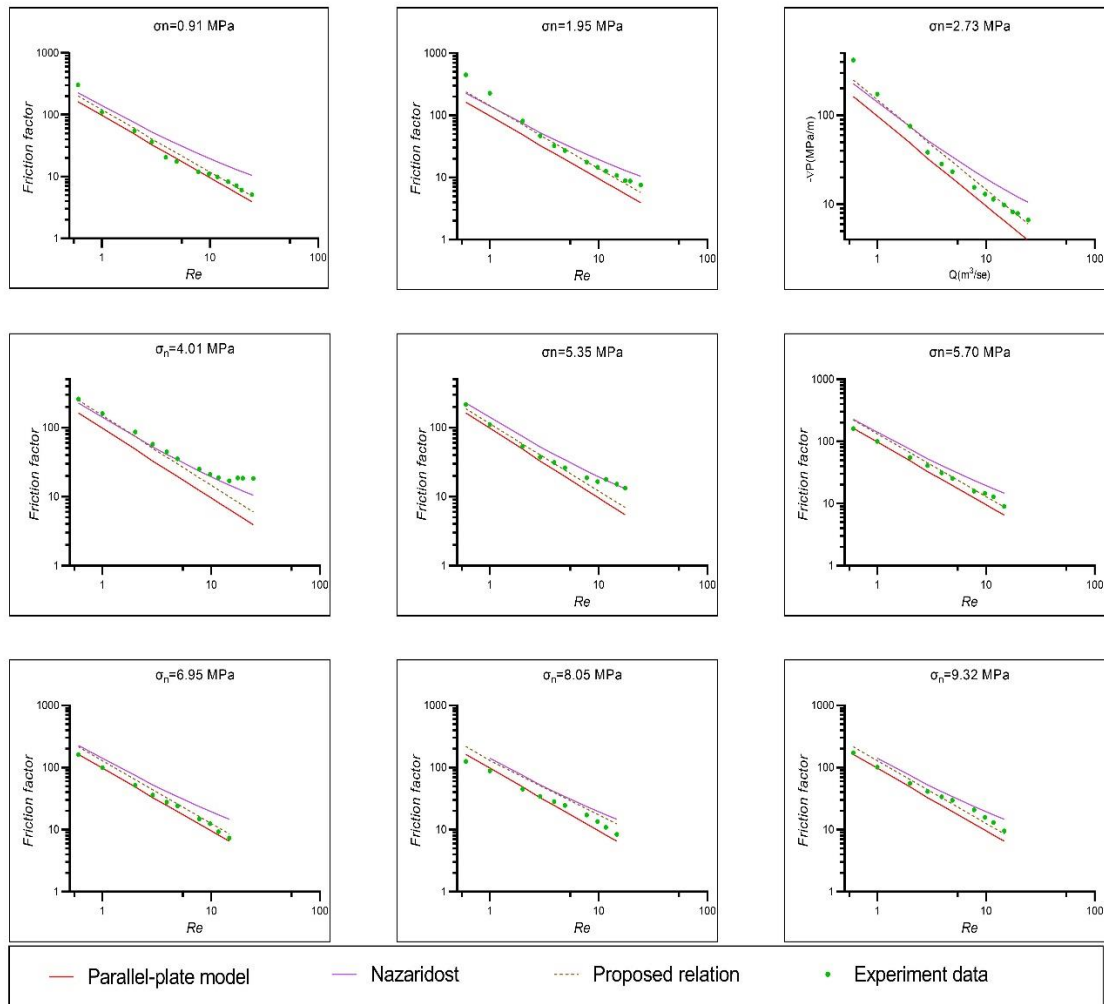 σn=0.91 MPa
1000
100
10
1
Friction factor
1
10
100
Re
σn=1.95 MPa
1000
100
10
1
Friction factor
1
10
100
Re
σn=2.73 MPa
100
10
-∇P(MPa/m)
1
10
100
Q(m³/se)
σₙ=4.01 MPa
100
10
1
Friction factor
1
10
100
Re
σn=5.35 MPa
100
10
1
Friction factor
1
10
100
Re
σn=5.70 MPa
1000
100
10
1
Friction factor
1
10
100
Re
σₙ=6.95 MPa
1000
100
10
1
Friction factor
1
10
100
Re
σₙ=8.05 MPa
1000
100
10
1
Friction factor
1
10
100
Re
σₙ=9.32 MPa
1000
100
10
1
Friction factor
1
10
100
Re
Parallel-plate model
Nazaridost
Proposed relation
Experiment data